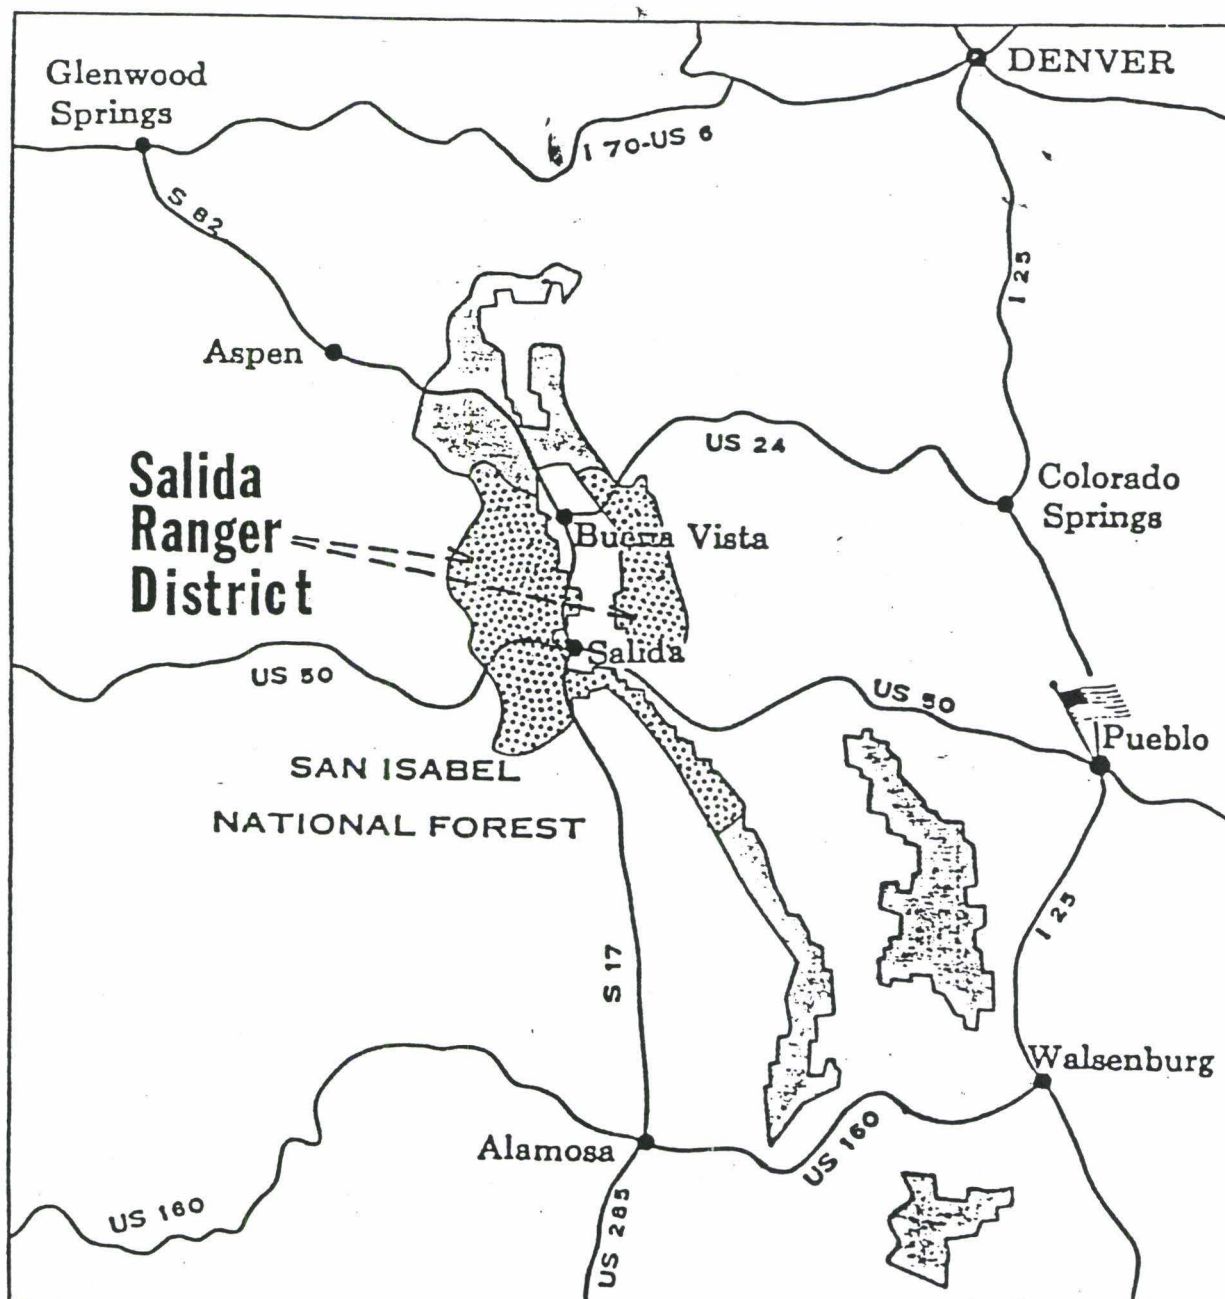 Glenwood
Springs
DENVER
I 70-US 6
S 82
I 25
Aspen
US 24
Colorado
Springs
Salida
Ranger
District
Buena Vista
Salida
US 50
US 50
Pueblo
SAN ISABEL
NATIONAL FOREST
I 25
S 17
Walsenburg
Alamosa
US 160
US 160
US 285